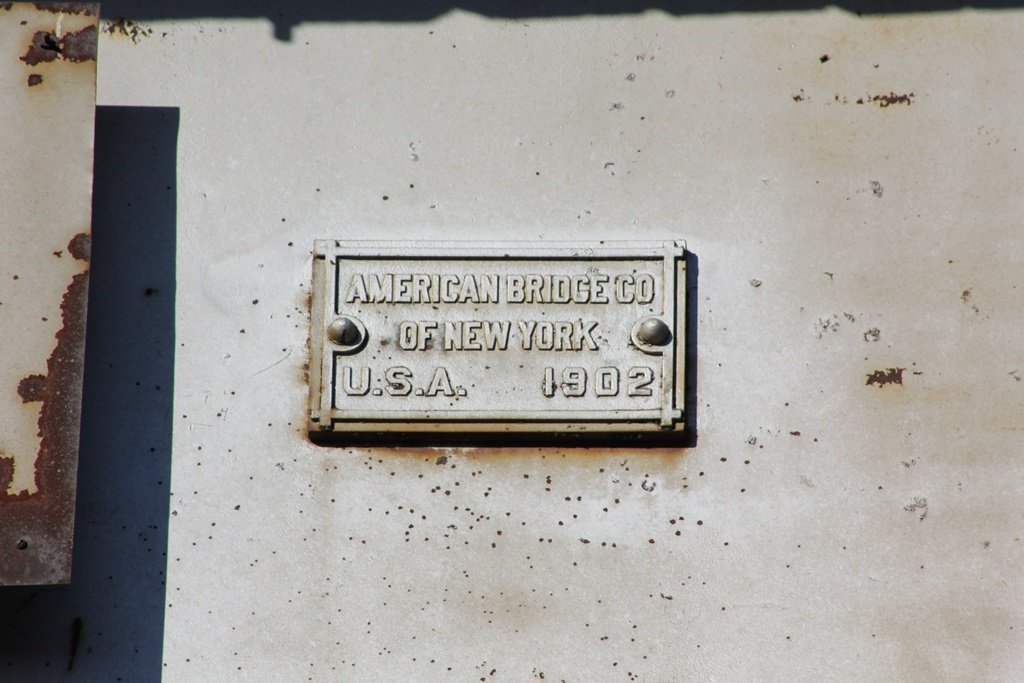 AMERICAN BRIDGE CO
OF NEW YORK
U.S.A. 1902